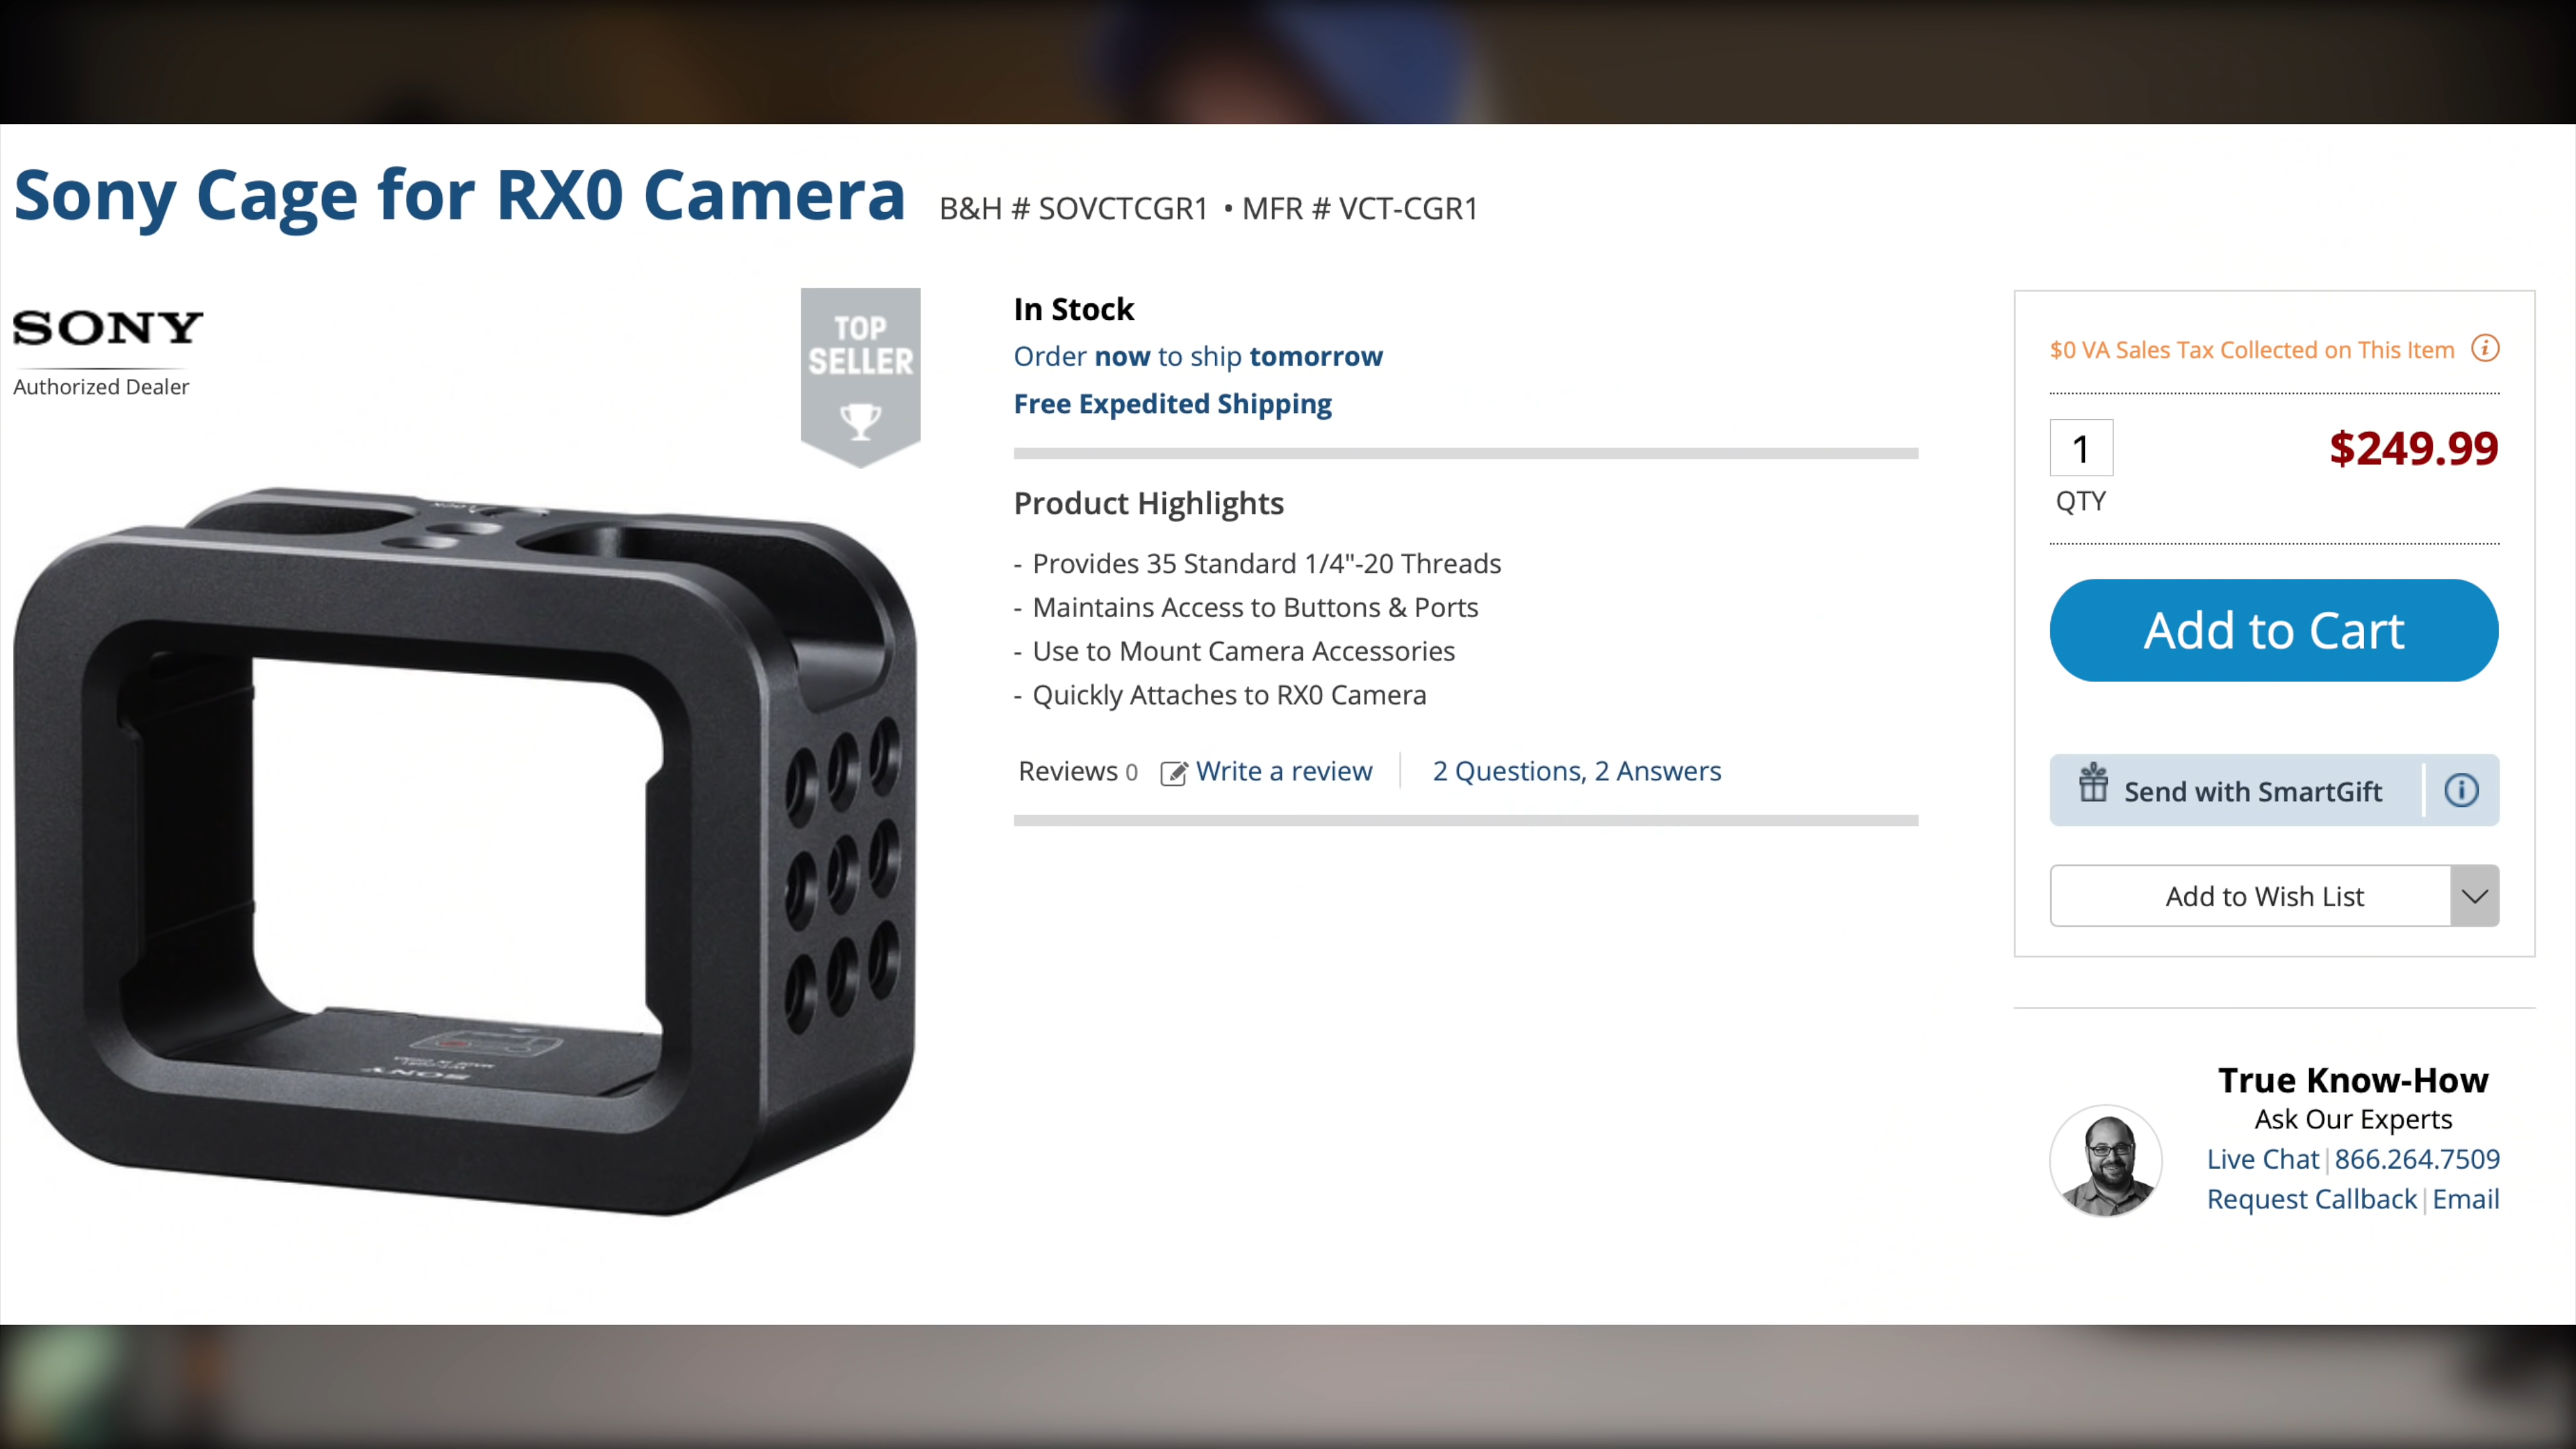 Sony Cage for RX0 Camera B&H # SOVCTCGR1 • MFR # VCT-CGR1
SONY
Authorized Dealer
TOP
SELLER
LOCK
SONY
In Stock
Order now to ship tomorrow
Free Expedited Shipping
Product Highlights
- Provides 35 Standard 1/4"-20 Threads
- Maintains Access to Buttons & Ports
- Use to Mount Camera Accessories
- Quickly Attaches to RX0 Camera
Reviews 0 Write a review 2 Questions, 2 Answers
$0 VA Sales Tax Collected on This Item
1 $249.99
QTY
Add to Cart
Send with SmartGift
Add to Wish List
True Know-How
Ask Our Experts
Live Chat | 866.264.7509
Request Callback | Email